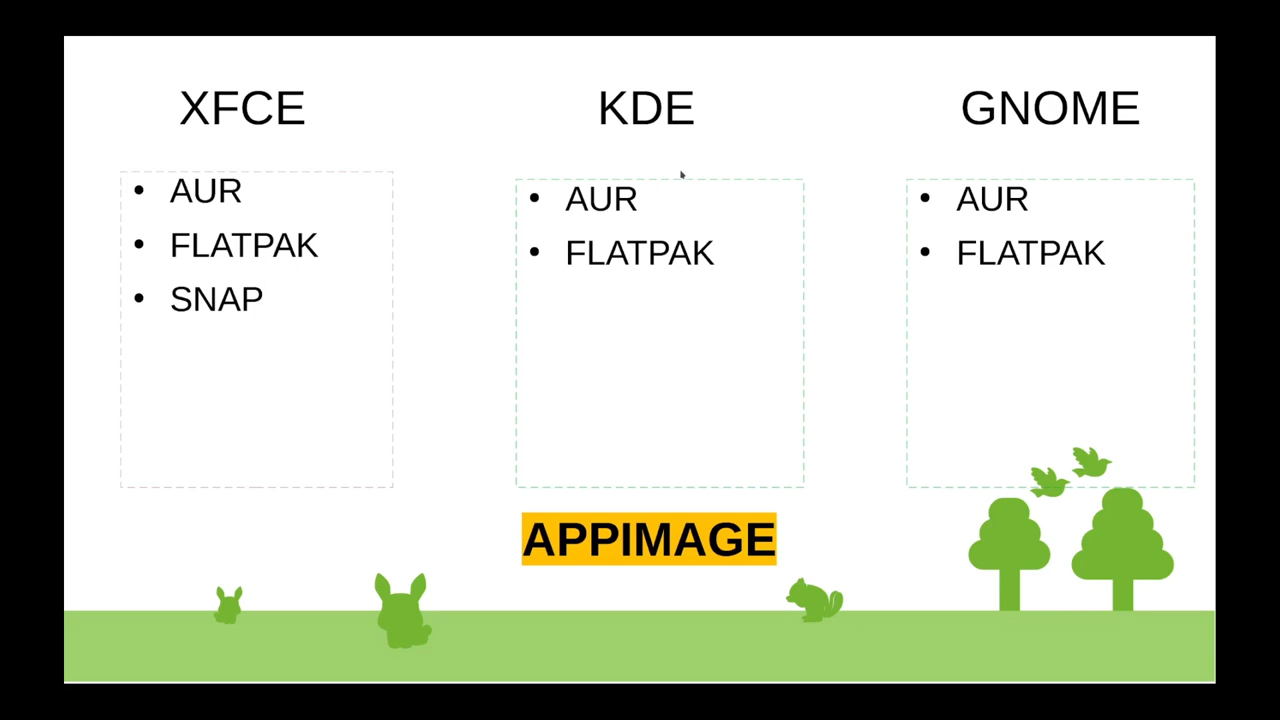 XFCE
KDE
GNOME
• AUR
• FLATPAK
• SNAP
• AUR
• FLATPAK
• AUR
• FLATPAK
APPIMAGE